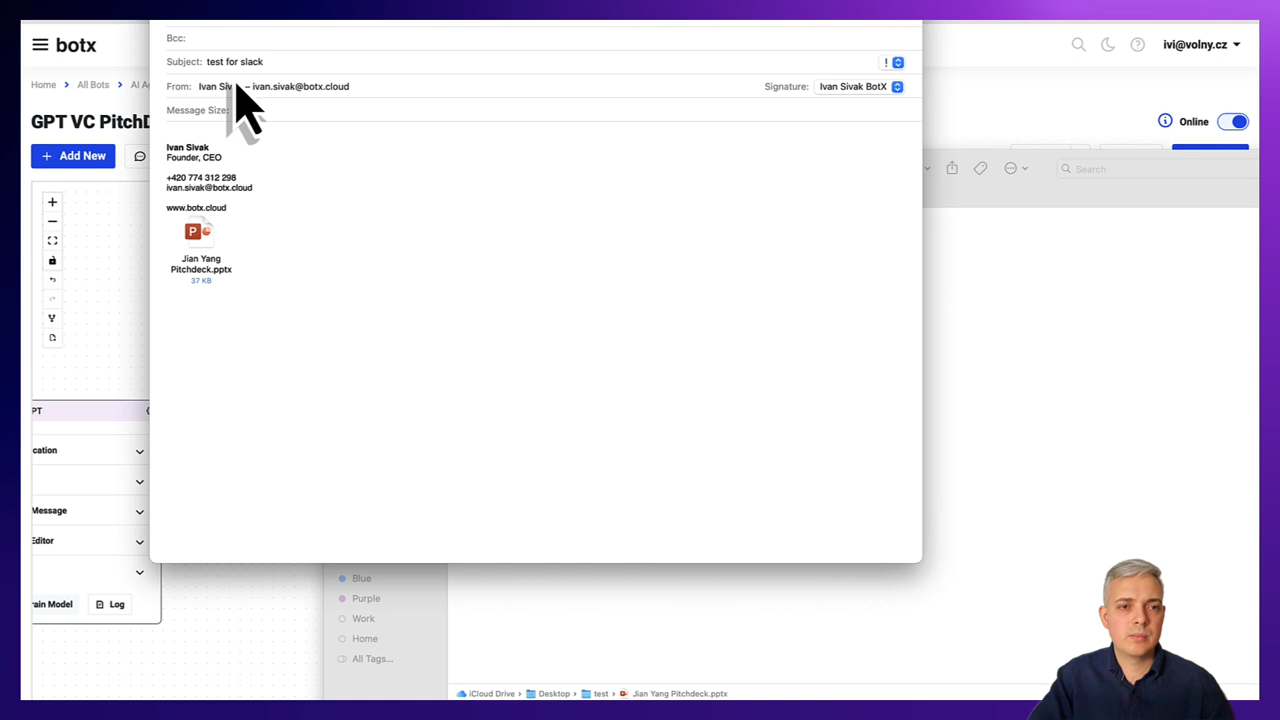 botx
ivi@volny.cz
Home All Bots AI Ag
GPT VC PitchD
Online
+ Add New
Bcc:
Subject: test for slack
!
From: Ivan Siv – ivan.sivak@botx.cloud
Signature: Ivan Sivak BotX
Message Size:
Ivan Sivak
Founder, CEO
+420 774 312 298
ivan.sivak@botx.cloud
www.botx.cloud
P
Jian Yang
Pitchdeck.pptx
37 KB
Search
PT
cation
Message
Editor
rain Model
Log
Blue
Purple
Work
Home
All Tags...
iCloud Drive Desktop test Jian Yang Pitchdeck.pptx